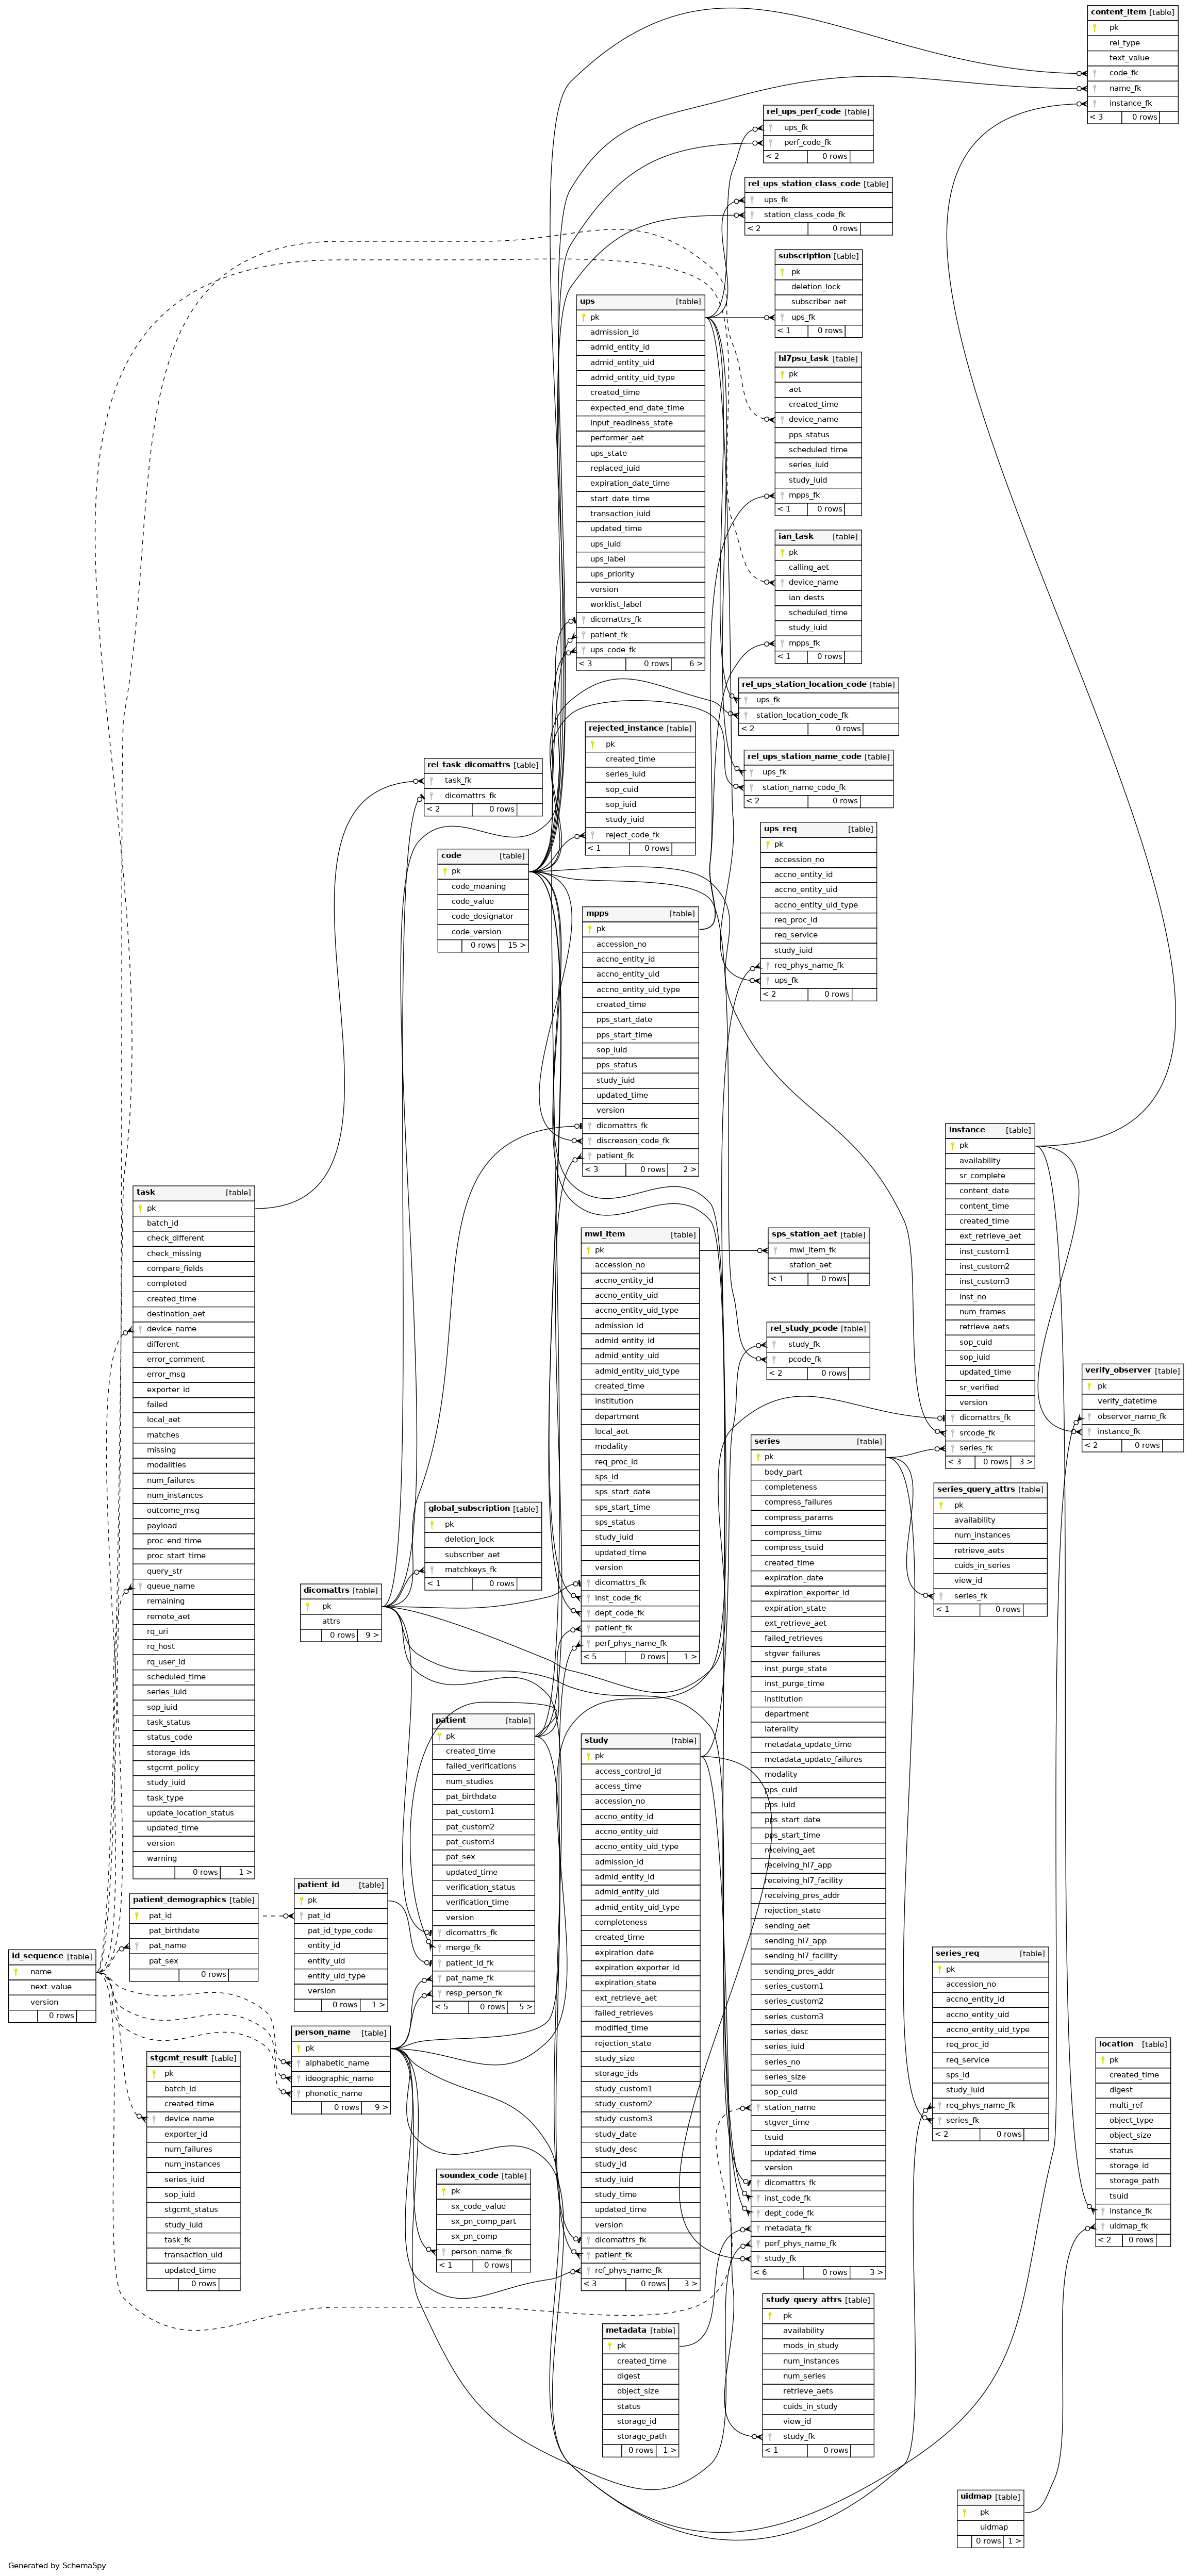 content_item [table]
pk
rel_type
text_value
code_fk
name_fk
instance_fk
< 3 0 rows
rel_ups_perf_code [table]
ups_fk
perf_code_fk
< 2 0 rows
rel_ups_station_class_code [table]
ups_fk
station_class_code_fk
< 2 0 rows
subscription [table]
pk
deletion_lock
subscriber_aet
ups_fk
< 1 0 rows
ups [table]
pk
admission_id
admid_entity_id
admid_entity_uid
admid_entity_uid_type
created_time
expected_end_date_time
input_readiness_state
performer_aet
ups_state
replaced_iuid
expiration_date_time
start_date_time
transaction_iuid
updated_time
ups_iuid
ups_label
ups_priority
version
worklist_label
dicomattrs_fk
patient_fk
ups_code_fk
< 3 0 rows 6 >
hl7psu_task [table]
pk
aet
created_time
device_name
pps_status
scheduled_time
series_iuid
study_iuid
mpps_fk
< 1 0 rows
ian_task [table]
pk
calling_aet
device_name
ian_dests
scheduled_time
study_iuid
mpps_fk
< 1 0 rows
rel_ups_station_location_code [table]
ups_fk
station_location_code_fk
< 2 0 rows
rejected_instance [table]
pk
created_time
series_iuid
sop_cuid
sop_iuid
study_iuid
reject_code_fk
< 1 0 rows
rel_ups_station_name_code [table]
ups_fk
station_name_code_fk
< 2 0 rows
rel_task_dicomattrs [table]
task_fk
dicomattrs_fk
< 2 0 rows
ups_req [table]
pk
accession_no
accno_entity_id
accno_entity_uid
accno_entity_uid_type
req_proc_id
req_service
study_iuid
req_phys_name_fk
ups_fk
< 2 0 rows
code [table]
pk
code_meaning
code_value
code_designator
code_version
0 rows 15 >
mpps [table]
pk
accession_no
accno_entity_id
accno_entity_uid
accno_entity_uid_type
created_time
pps_start_date
pps_start_time
sop_iuid
pps_status
study_iuid
updated_time
version
dicomattrs_fk
discreason_code_fk
patient_fk
< 3 0 rows 2 >
instance [table]
pk
availability
sr_complete
content_date
content_time
created_time
ext_retrieve_aet
inst_custom1
inst_custom2
inst_custom3
inst_no
num_frames
retrieve_aets
sop_cuid
sop_iuid
updated_time
sr_verified
version
dicomattrs_fk
srcode_fk
series_fk
< 3 0 rows 3 >
task [table]
pk
batch_id
check_different
check_missing
compare_fields
completed
created_time
destination_aet
device_name
different
error_comment
error_msg
exporter_id
failed
local_aet
matches
missing
modalities
num_failures
num_instances
outcome_msg
payload
proc_end_time
proc_start_time
query_str
queue_name
remaining
remote_aet
rq_uri
rq_host
rq_user_id
scheduled_time
series_iuid
sop_iuid
task_status
status_code
storage_ids
stgcmt_policy
study_iuid
task_type
update_location_status
updated_time
version
warning
0 rows 1 >
mwl_item [table]
pk
accession_no
accno_entity_id
accno_entity_uid
accno_entity_uid_type
admission_id
admid_entity_id
admid_entity_uid
admid_entity_uid_type
created_time
institution
department
local_aet
modality
req_proc_id
sps_id
sps_start_date
sps_start_time
sps_status
study_iuid
updated_time
version
dicomattrs_fk
inst_code_fk
dept_code_fk
patient_fk
perf_phys_name_fk
< 5 0 rows 1 >
sps_station_aet [table]
mwl_item_fk
station_aet
< 1 0 rows
rel_study_pcode [table]
study_fk
pcode_fk
< 2 0 rows
verify_observer [table]
pk
verify_datetime
observer_name_fk
instance_fk
< 2 0 rows
series [table]
pk
body_part
completeness
compress_failures
compress_params
compress_time
compress_tsuid
created_time
expiration_date
expiration_exporter_id
expiration_state
ext_retrieve_aet
failed_retrieves
stgver_failures
inst_purge_state
inst_purge_time
institution
department
laterality
metadata_update_time
metadata_update_failures
modality
pps_cuid
pps_iuid
pps_start_date
pps_start_time
receiving_aet
receiving_hl7_app
receiving_hl7_facility
receiving_pres_addr
rejection_state
sending_aet
sending_hl7_app
sending_hl7_facility
sending_pres_addr
series_custom1
series_custom2
series_custom3
series_desc
series_iuid
series_no
series_size
sop_cuid
station_name
stgver_time
tsuid
updated_time
version
dicomattrs_fk
inst_code_fk
dept_code_fk
metadata_fk
perf_phys_name_fk
study_fk
< 6 0 rows 3 >
series_query_attrs [table]
pk
availability
num_instances
retrieve_aets
cuids_in_series
view_id
series_fk
< 1 0 rows
global_subscription [table]
pk
deletion_lock
subscriber_aet
matchkeys_fk
< 1 0 rows
dicomattrs [table]
pk
attrs
0 rows 9 >
patient [table]
pk
created_time
failed_verifications
num_studies
pat_birthdate
pat_custom1
pat_custom2
pat_custom3
pat_sex
updated_time
verification_status
verification_time
version
dicomattrs_fk
merge_fk
patient_id_fk
pat_name_fk
resp_person_fk
< 5 0 rows 5 >
study [table]
pk
access_control_id
access_time
accession_no
accno_entity_id
accno_entity_uid
accno_entity_uid_type
admission_id
admid_entity_id
admid_entity_uid
admid_entity_uid_type
completeness
created_time
expiration_date
expiration_exporter_id
expiration_state
ext_retrieve_aet
failed_retrieves
modified_time
rejection_state
study_size
storage_ids
study_custom1
study_custom2
study_custom3
study_date
study_desc
study_id
study_iuid
study_time
updated_time
version
dicomattrs_fk
patient_fk
ref_phys_name_fk
< 3 0 rows 3 >
patient_id [table]
pk
pat_id
pat_id_type_code
entity_id
entity_uid
entity_uid_type
version
0 rows 1 >
patient_demographics [table]
pat_id
pat_birthdate
pat_name
pat_sex
0 rows
id_sequence [table]
name
next_value
version
0 rows
series_req [table]
pk
accession_no
accno_entity_id
accno_entity_uid
accno_entity_uid_type
req_proc_id
req_service
sps_id
study_iuid
req_phys_name_fk
series_fk
< 2 0 rows
person_name [table]
pk
alphabetic_name
ideographic_name
phonetic_name
0 rows 9 >
location [table]
pk
created_time
digest
multi_ref
object_type
object_size
status
storage_id
storage_path
tsuid
instance_fk
uidmap_fk
< 2 0 rows
stgcmt_result [table]
pk
batch_id
created_time
device_name
exporter_id
num_failures
num_instances
series_iuid
sop_iuid
stgcmt_status
study_iuid
task_fk
transaction_uid
updated_time
0 rows
soundex_code [table]
pk
sx_code_value
sx_pn_comp_part
sx_pn_comp
person_name_fk
< 1 0 rows
study_query_attrs [table]
pk
availability
mods_in_study
num_instances
num_series
retrieve_aets
cuids_in_study
view_id
study_fk
< 1 0 rows
metadata [table]
pk
created_time
digest
object_size
status
storage_id
storage_path
0 rows 1 >
uidmap [table]
pk
uidmap
0 rows 1 >
Generated by SchemaSpy